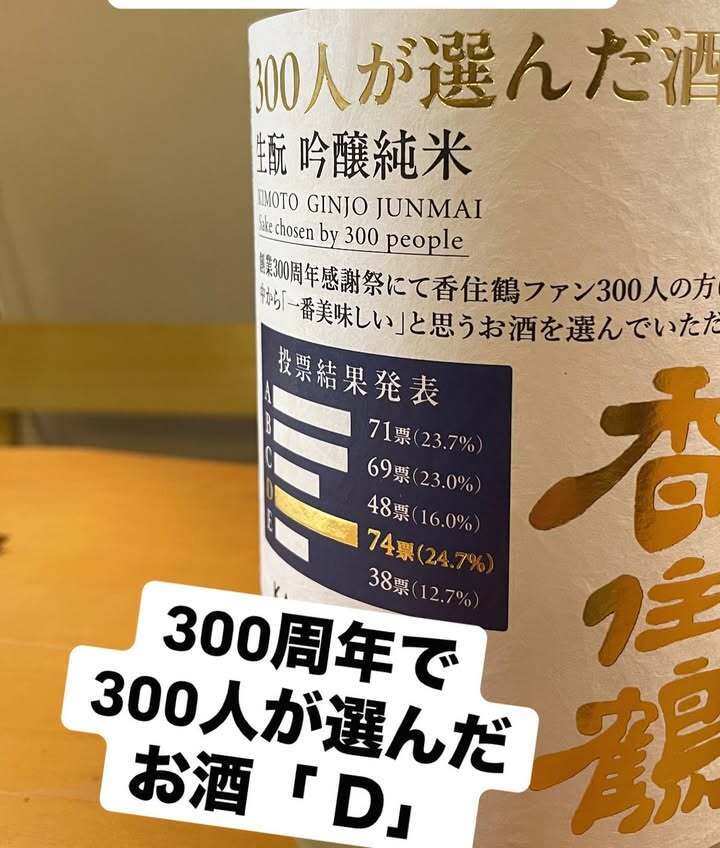 300人が選んだ酒
生酛 吟醸純米
KIMOTO GINJO JUNMAI
Sake chosen by 300 people
創業300周年感謝祭にて香住鶴ファン300人の方に
中から「一番美味しい」と思うお酒を選んでいただ
投票結果発表
A 71票(23.7%)
B 69票(23.0%)
C 48票(16.0%)
D 74票(24.7%)
E 38票(12.7%)
香住鶴
300周年で
300人が選んだ
お酒「D」